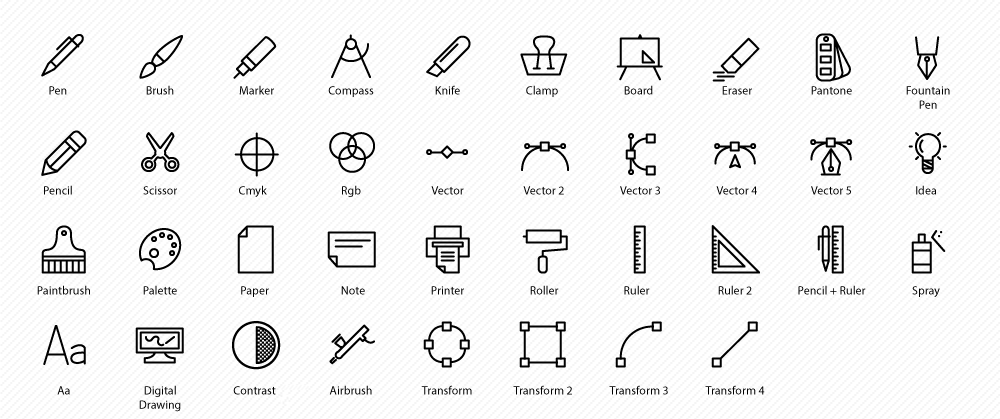 Pen Brush Marker Compass Knife Clamp Board Eraser Pantone Fountain
Pen
Pencil Scissor Cmyk Rgb Vector Vector 2 Vector 3 Vector 4 Vector 5 Idea
Paintbrush Palette Paper Note Printer Roller Ruler Ruler 2 Pencil + Ruler Spray
Aa
Aa Digital Contrast Airbrush Transform Transform 2 Transform 3 Transform 4
Drawing